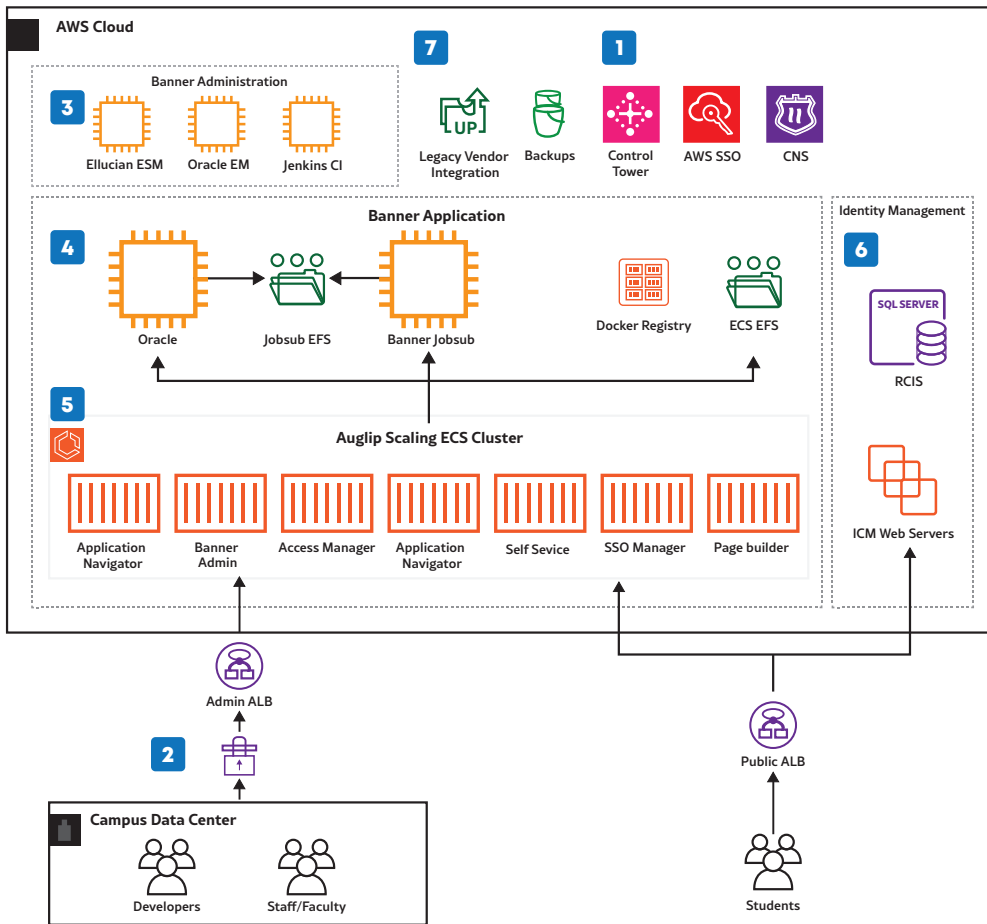 AWS Cloud
7
1
Banner Administration
3
Ellucian ESM
Oracle EM
Jenkins CI
UP
Legacy Vendor
Integration
Backups
Control
Tower
AWS SSO
CNS
Banner Application
4
Oracle
Jobsub EFS
Banner Jobsub
Docker Registry
ECS EFS
Identity Management
6
SQL SERVER
RCIS
ICM Web Servers
5
Auglip Scaling ECS Cluster
Application
Navigator
Banner
Admin
Access Manager
Application
Navigator
Self Sevice
SSO Manager
Page builder
Admin ALB
2
Public ALB
Campus Data Center
Developers
Staff/Faculty
Students